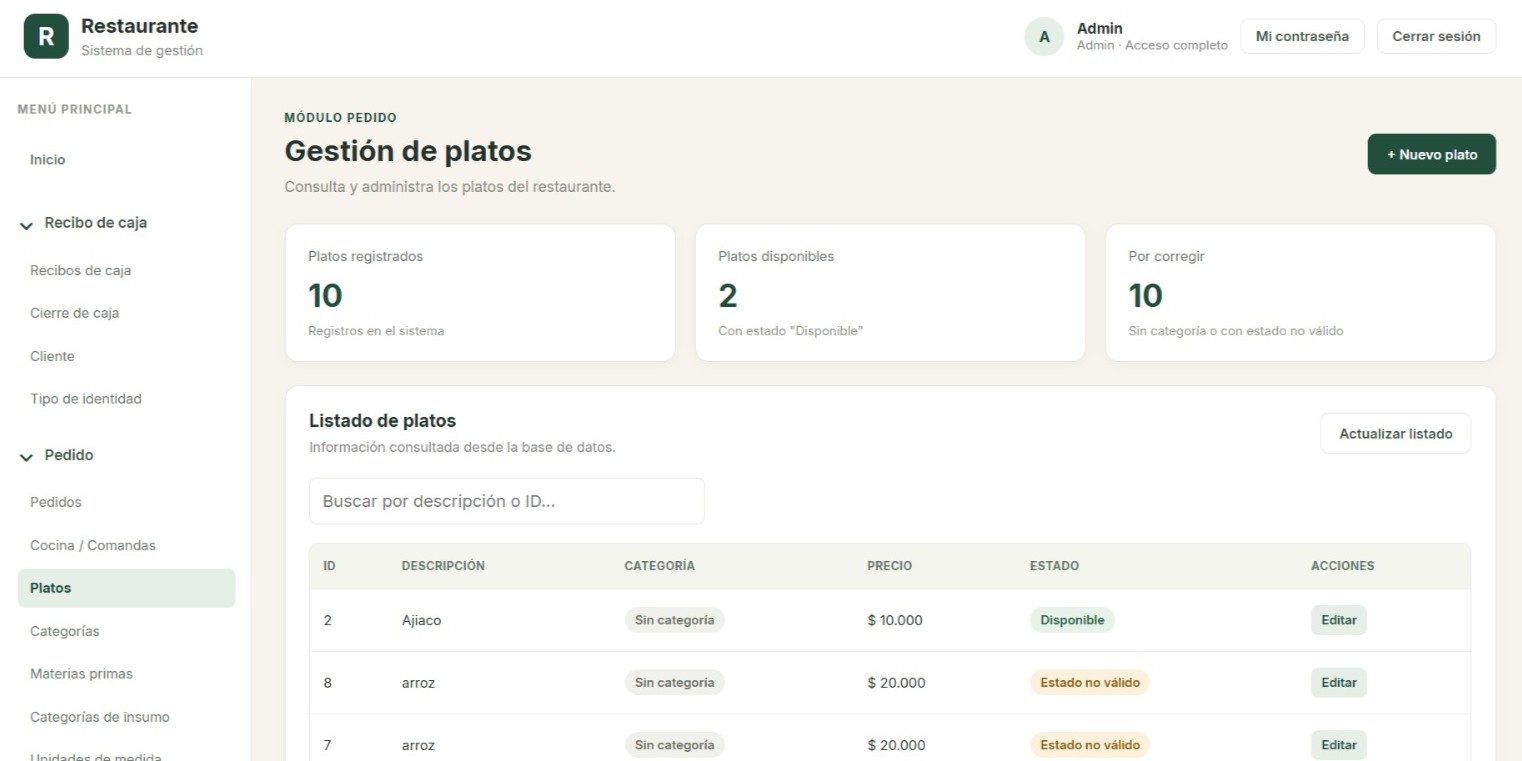 R
Restaurante
Sistema de gestión
A
Admin
Admin · Acceso completo
Mi contraseña
Cerrar sesión
MENÚ PRINCIPAL
Inicio
Recibo de caja
Recibos de caja
Cierre de caja
Cliente
Tipo de identidad
Pedido
Pedidos
Cocina / Comandas
Platos
Categorías
Materias primas
Categorías de insumo
Unidades de medida
MÓDULO PEDIDO
Gestión de platos
Consulta y administra los platos del restaurante.
+ Nuevo plato
Platos registrados
10
Registros en el sistema
Platos disponibles
2
Con estado "Disponible"
Por corregir
10
Sin categoría o con estado no válido
Listado de platos
Información consultada desde la base de datos.
Actualizar listado
Buscar por descripción o ID...
ID DESCRIPCIÓN CATEGORÍA PRECIO ESTADO ACCIONES
2 Ajiaco Sin categoría $ 10.000 Disponible Editar
8 arroz Sin categoría $ 20.000 Estado no válido Editar
7 arroz Sin categoría $ 20.000 Estado no válido Editar